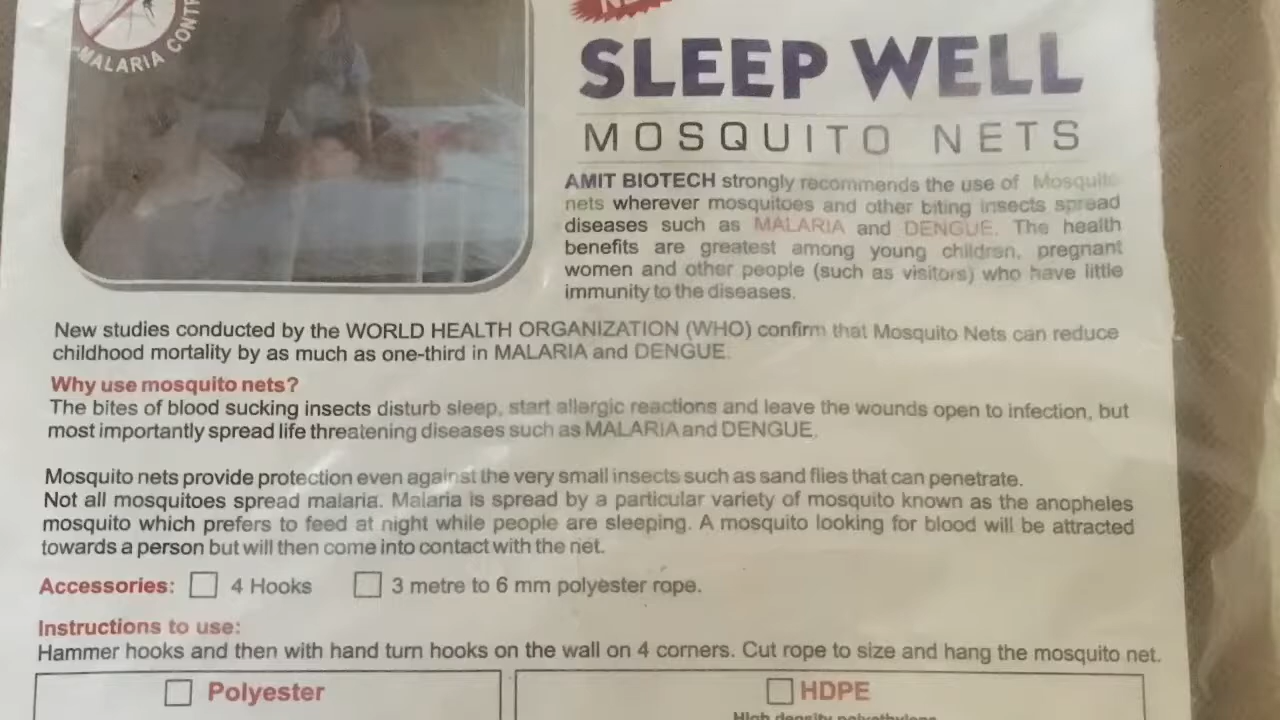 MALARIA CONTR
SLEEP WELL
MOSQUITO NETS
AMIT BIOTECH strongly recommends the use of Mosquito
nets wherever mosquitoes and other biting insects spread
diseases such as MALARIA and DENGUE. The health
benefits are greatest among young children, pregnant
women and other people (such as visitors) who have little
immunity to the diseases.
New studies conducted by the WORLD HEALTH ORGANIZATION (WHO) confirm that Mosquito Nets can reduce
childhood mortality by as much as one-third in MALARIA and DENGUE.
Why use mosquito nets?
The bites of blood sucking insects disturb sleep, start allergic reactions and leave the wounds open to infection, but
most importantly spread life threatening diseases such as MALARIA and DENGUE.
Mosquito nets provide protection even against the very small insects such as sand flies that can penetrate.
Not all mosquitoes spread malaria. Malaria is spread by a particular variety of mosquito known as the anopheles
mosquito which prefers to feed at night while people are sleeping. A mosquito looking for blood will be attracted
towards a person but will then come into contact with the net.
Accessories: 4 Hooks 3 metre to 6 mm polyester rope.
Instructions to use:
Hammer hooks and then with hand turn hooks on the wall on 4 corners. Cut rope to size and hang the mosquito net.
Polyester HDPE
High density polyethylene